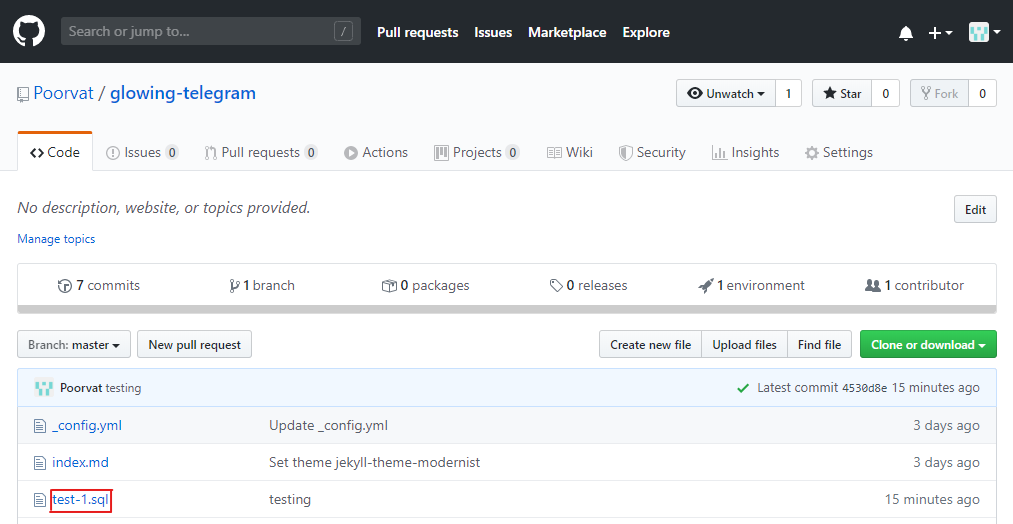 Search or jump to... / Pull requests Issues Marketplace Explore
Poorvat / glowing-telegram Unwatch 1 Star 0 Fork 0
Code Issues 0 Pull requests 0 Actions Projects 0 Wiki Security Insights Settings
No description, website, or topics provided. Edit
Manage topics
7 commits 1 branch 0 packages 0 releases 1 environment 1 contributor
Branch: master New pull request Create new file Upload files Find file Clone or download
Poorvat testing Latest commit 4530d8e 15 minutes ago
_config.yml Update _config.yml 3 days ago
index.md Set theme jekyll-theme-modernist 3 days ago
test-1.sql testing 15 minutes ago